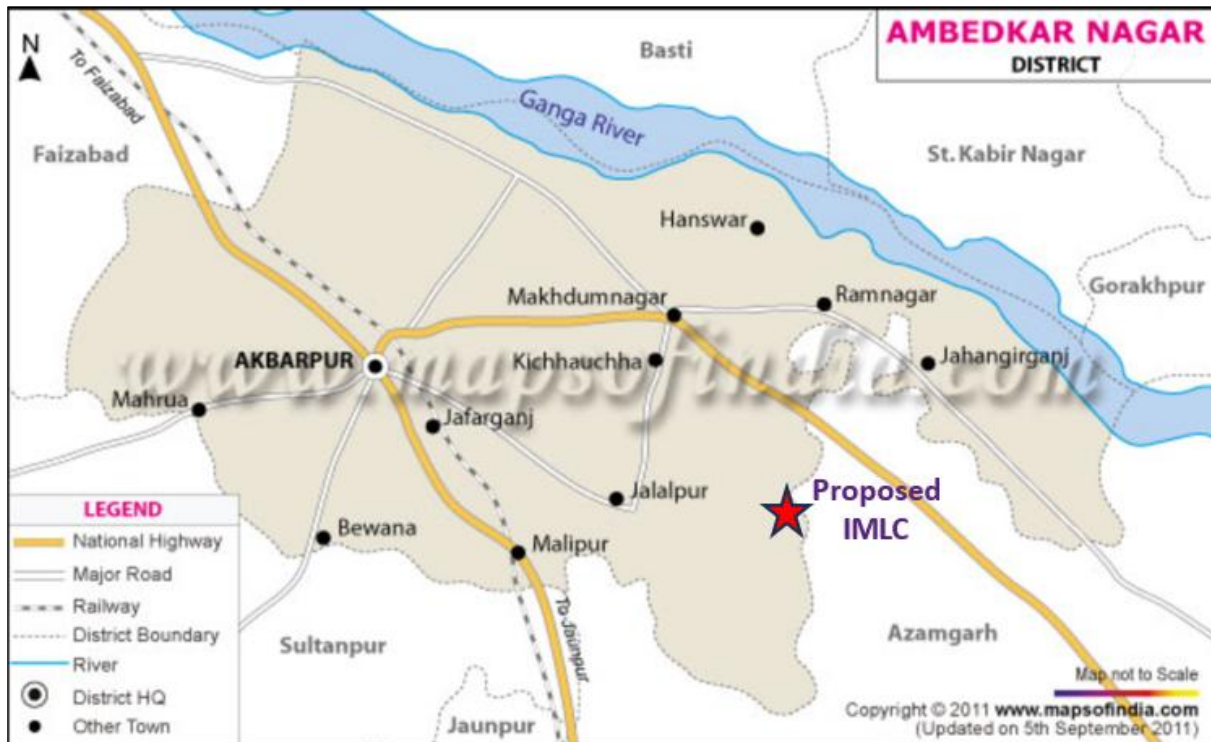 AMBEDKAR NAGAR
DISTRICT
N
To Faizabad
Basti
Ganga River
Faizabad
St. Kabir Nagar
Hanswar
Gorakhpur
Makhdumnagar
Ramnagar
www.mapsofindia.com
AKBARPUR
Kichhauchha
Jahangirganj
Mahrua
Jafarganj
Jalalpur
Proposed
IMLC
Bewana
Malipur
To Jaunpur
Sultanpur
Azamgarh
Jaunpur
LEGEND
National Highway
Major Road
Railway
District Boundary
River
District HQ
Other Town
Map not to Scale
Copyright © 2011 www.mapsofindia.com
(Updated on 5th September 2011)